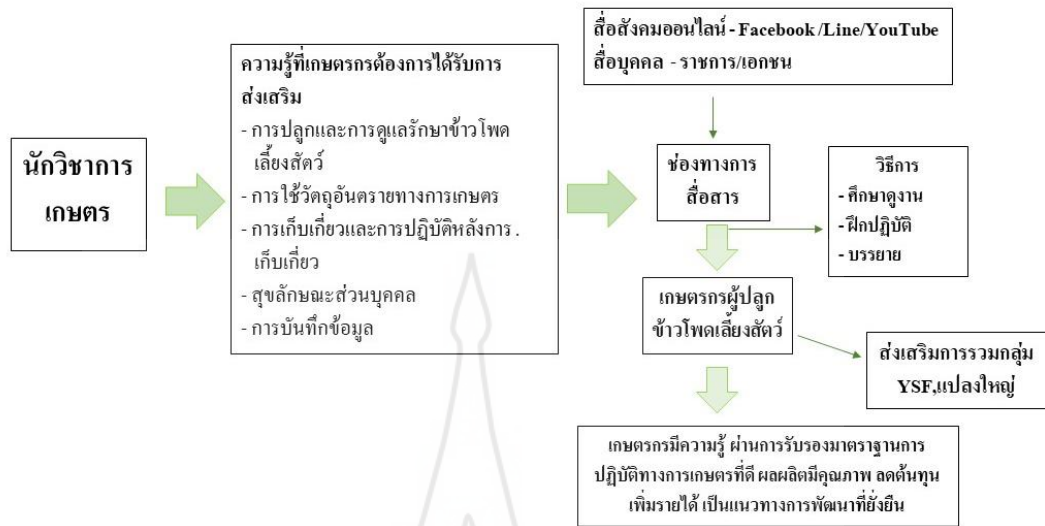 นักวิชาการ
เกษตร
ความรู้ที่เกษตรกรต้องการได้รับการ
ส่งเสริม
- การปลูกและการดูแลรักษาข้าวโพด
เลี้ยงสัตว์
- การใช้วัตถุอันตรายทางการเกษตร
- การเก็บเกี่ยวและการปฏิบัติหลังการ .
เก็บเกี่ยว
- สุขลักษณะส่วนบุคคล
- การบันทึกข้อมูล
สื่อสังคมออนไลน์ - Facebook /Line/YouTube
สื่อบุคคล - ราชการ/เอกชน
ช่องทางการ
สื่อสาร
วิธีการ
- ศึกษาดูงาน
- ฝึกปฏิบัติ
- บรรยาย
เกษตรกรผู้ปลูก
ข้าวโพดเลี้ยงสัตว์
ส่งเสริมการรวมกลุ่ม
YSF,แปลงใหญ่
เกษตรกรมีความรู้ ผ่านการรับรองมาตราฐานการ
ปฏิบัติทางการเกษตรที่ดี ผลผลิตมีคุณภาพ ลดต้นทุน
เพิ่มรายได้ เป็นแนวทางการพัฒนาที่ยั่งยืน